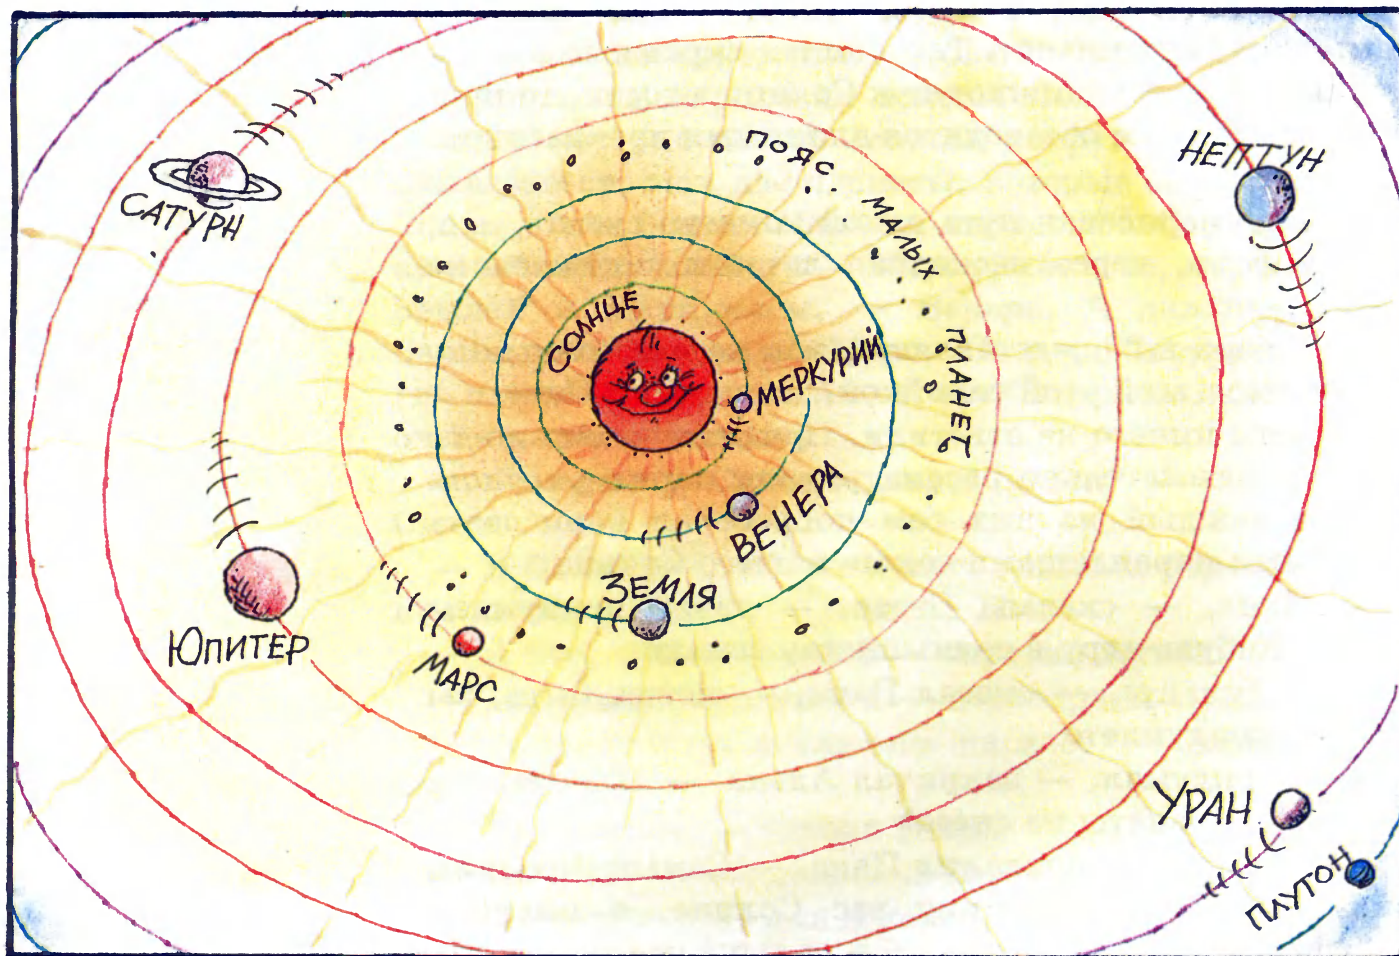 ПОЯС
МАЛЫХ
ПЛАНЕТ
НЕПТУН
САТУРН
СОЛНЦЕ
МЕРКУРИЙ
ВЕНЕРА
ЗЕМЛЯ
ЮПИТЕР
МАРС
УРАН
ПЛУТОН